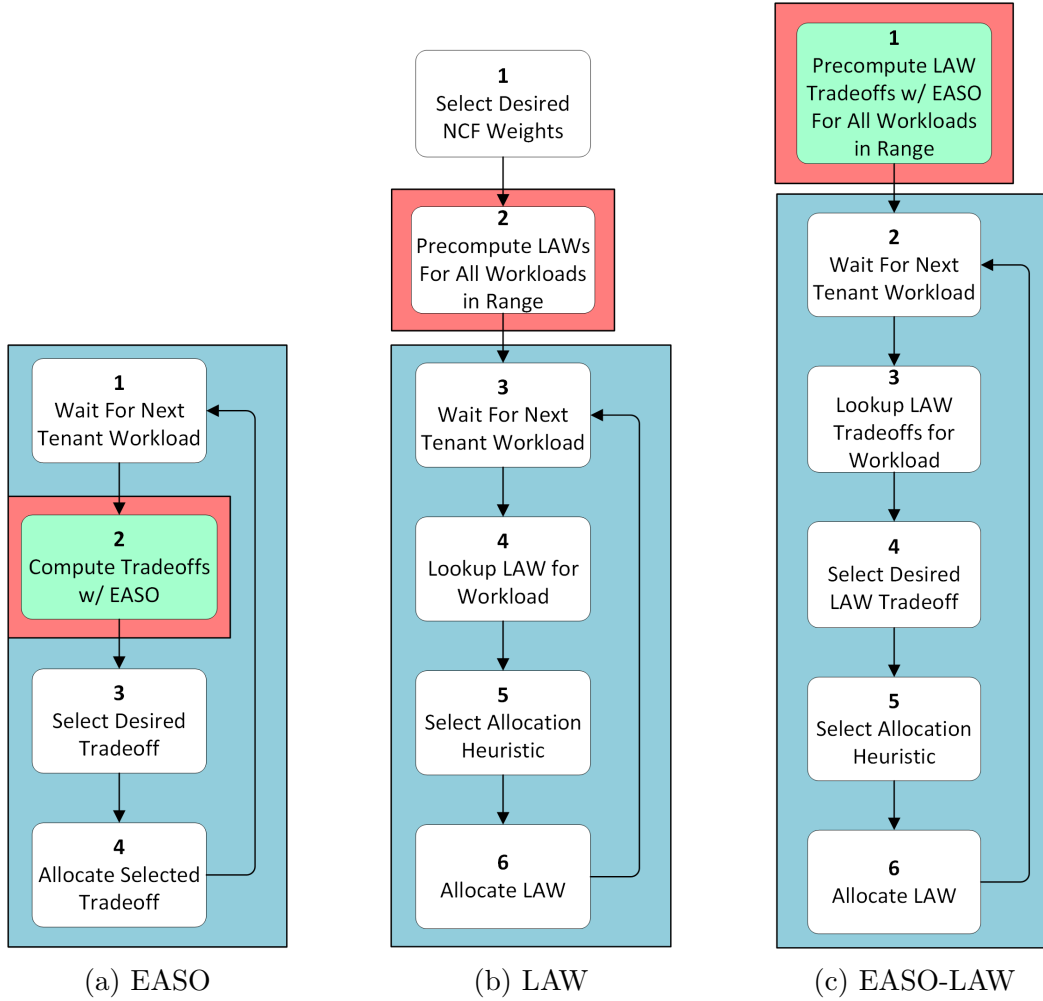 1
Wait For Next
Tenant Workload
2
Compute Tradeoffs
w/ EASO
3
Select Desired
Tradeoff
4
Allocate Selected
Tradeoff
(a) EASO
1
Select Desired
NCF Weights
2
Precompute LAWs
For All Workloads
in Range
3
Wait For Next
Tenant Workload
4
Lookup LAW for
Workload
5
Select Allocation
Heuristic
6
Allocate LAW
(b) LAW
1
Precompute LAW
Tradeoffs w/ EASO
For All Workloads
in Range
2
Wait For Next
Tenant Workload
3
Lookup LAW
Tradeoffs for
Workload
4
Select Desired
LAW Tradeoff
5
Select Allocation
Heuristic
6
Allocate LAW
(c) EASO-LAW